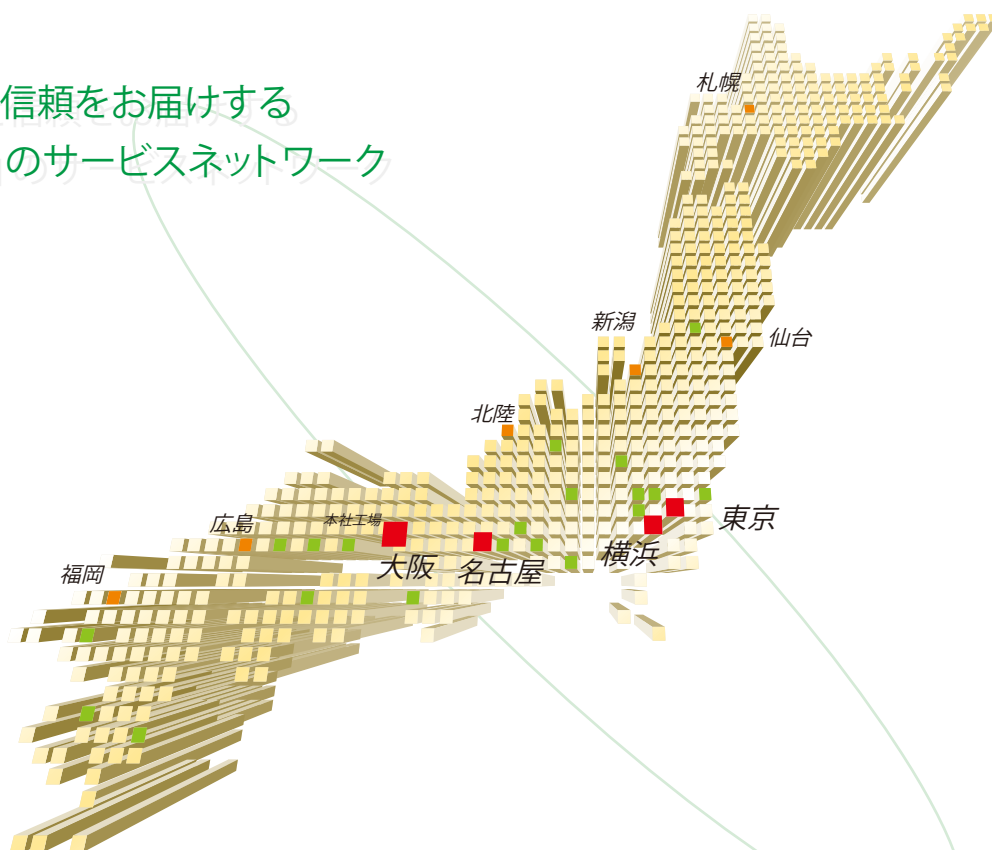 信頼をお届けする
のサービスネットワーク
札幌
新潟
仙台
北陸
東京
広島
本社工場
横浜
大阪
名古屋
福岡